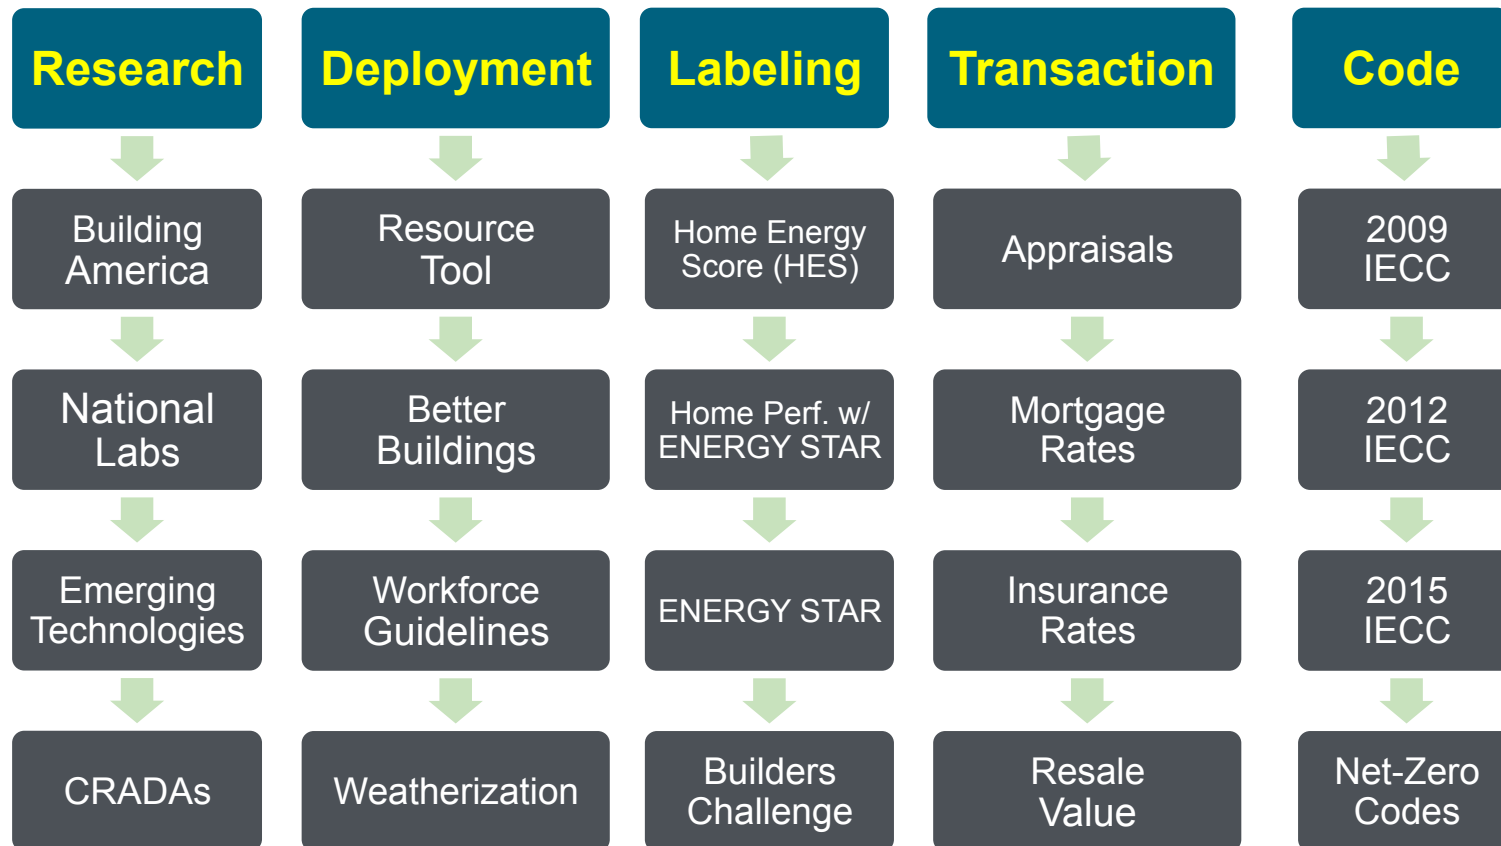 Research
Building
America
National
Labs
Emerging
Technologies
CRADAs
Deployment
Resource
Tool
Better
Buildings
Workforce
Guidelines
Weatherization
Labeling
Home Energy
Score (HES)
Home Perf. w/
ENERGY STAR
ENERGY STAR
Builders
Challenge
Transaction
Appraisals
Mortgage
Rates
Insurance
Rates
Resale
Value
Code
2009
IECC
2012
IECC
2015
IECC
Net-Zero
Codes